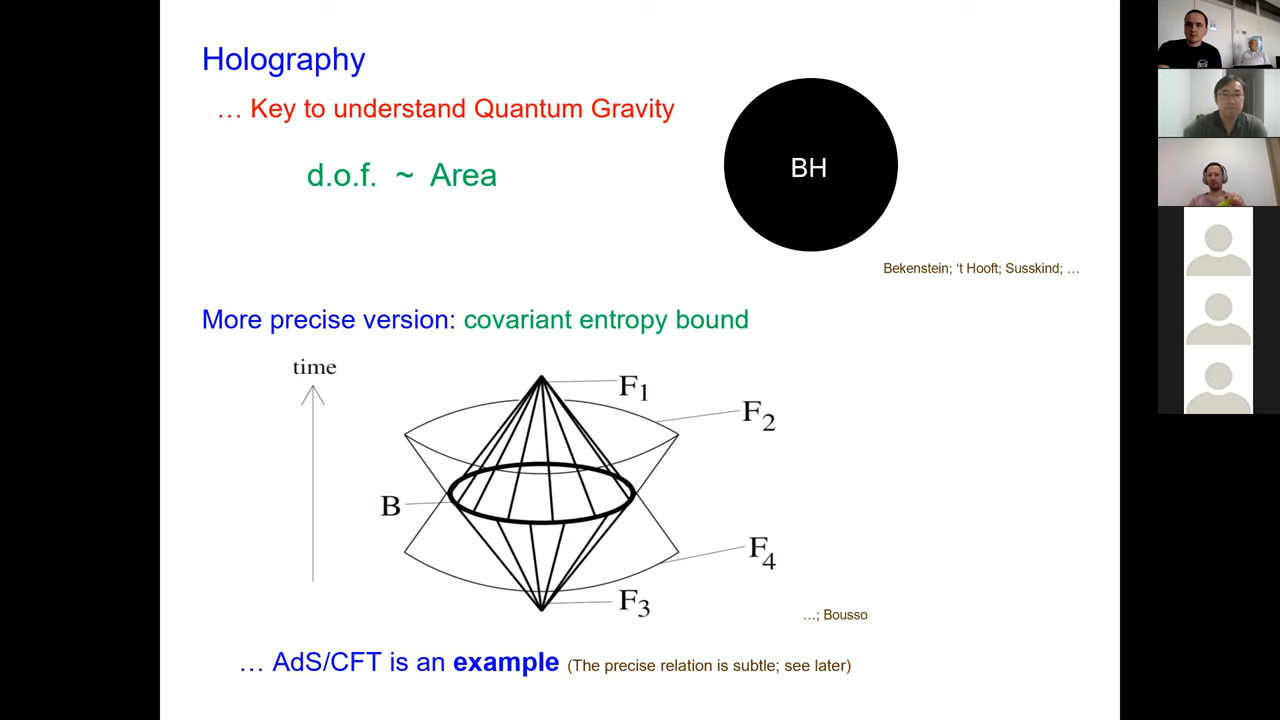 Holography
… Key to understand Quantum Gravity
d.o.f. ~ Area
BH
Bekenstein; ‘t Hooft; Susskind; …
More precise version: covariant entropy bound
time
F1
F2
B
F4
F3
…; Bousso
… AdS/CFT is an example (The precise relation is subtle; see later)